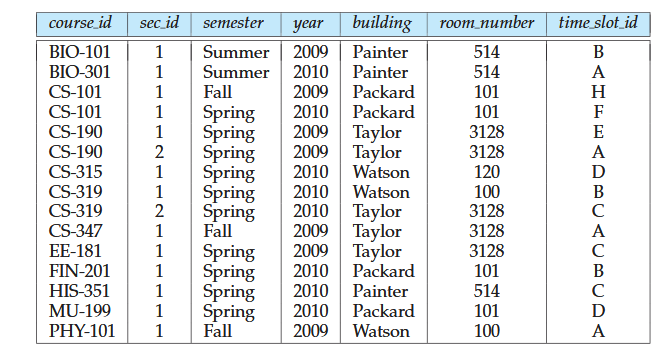 course_id sec_id semester year building room_number time_slot_id
BIO-101 1 Summer 2009 Painter 514 B
BIO-301 1 Summer 2010 Painter 514 A
CS-101 1 Fall 2009 Packard 101 H
CS-101 1 Spring 2010 Packard 101 F
CS-190 1 Spring 2009 Taylor 3128 E
CS-190 2 Spring 2009 Taylor 3128 A
CS-315 1 Spring 2010 Watson 120 D
CS-319 1 Spring 2010 Watson 100 B
CS-319 2 Spring 2010 Taylor 3128 C
CS-347 1 Fall 2009 Taylor 3128 A
EE-181 1 Spring 2009 Taylor 3128 C
FIN-201 1 Spring 2010 Packard 101 B
HIS-351 1 Spring 2010 Painter 514 C
MU-199 1 Spring 2010 Packard 101 D
PHY-101 1 Fall 2009 Watson 100 A